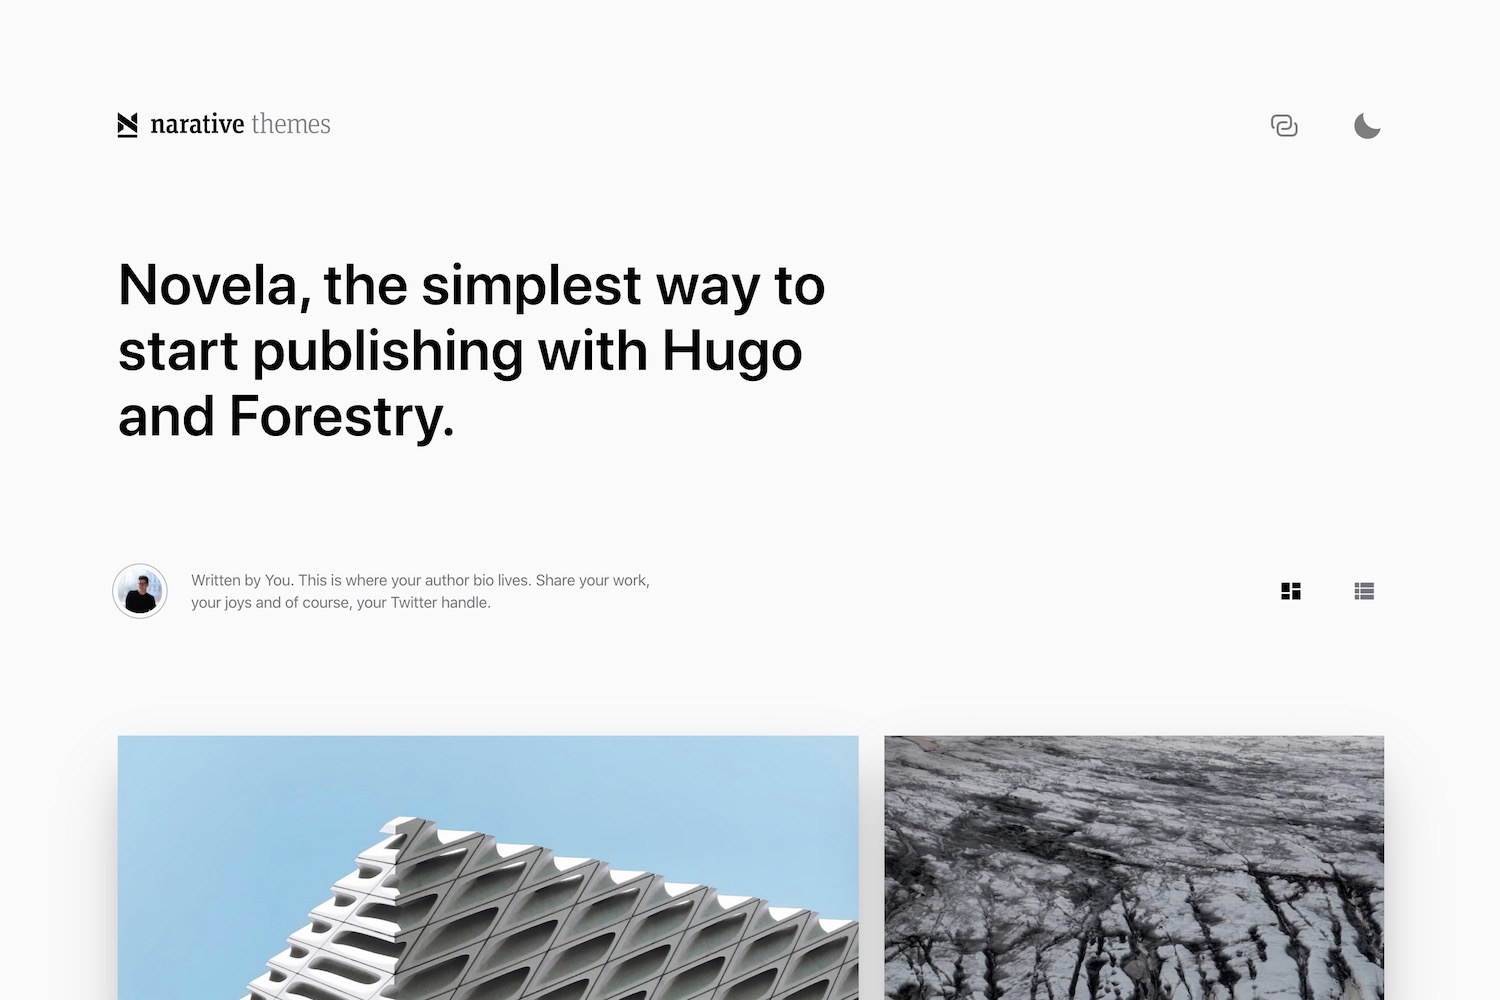 narative themes
Novela, the simplest way to
start publishing with Hugo
and Forestry.
Written by You. This is where your author bio lives. Share your work,
your joys and of course, your Twitter handle.